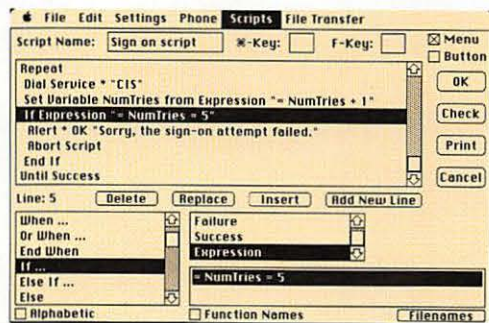 File Edit Settings Phone Scripts File Transfer
Script Name: Sign on script ⌘-Key: F-Key: Menu
Button
Repeat
Dial Service * "CIS"
Set Variable NumTries from Expression "= NumTries + 1"
If Expression "= NumTries = 5"
Alert * OK "Sorry, the sign-on attempt failed."
Abort Script
End If
Until Success
OK
Check
Print
Cancel
Line: 5 Delete Replace Insert Add New Line
When ...
Or When ...
End When
If ...
Else If ...
Else
Failure
Success
Expression
= NumTries = 5
Alphabetic Function Names Filenames